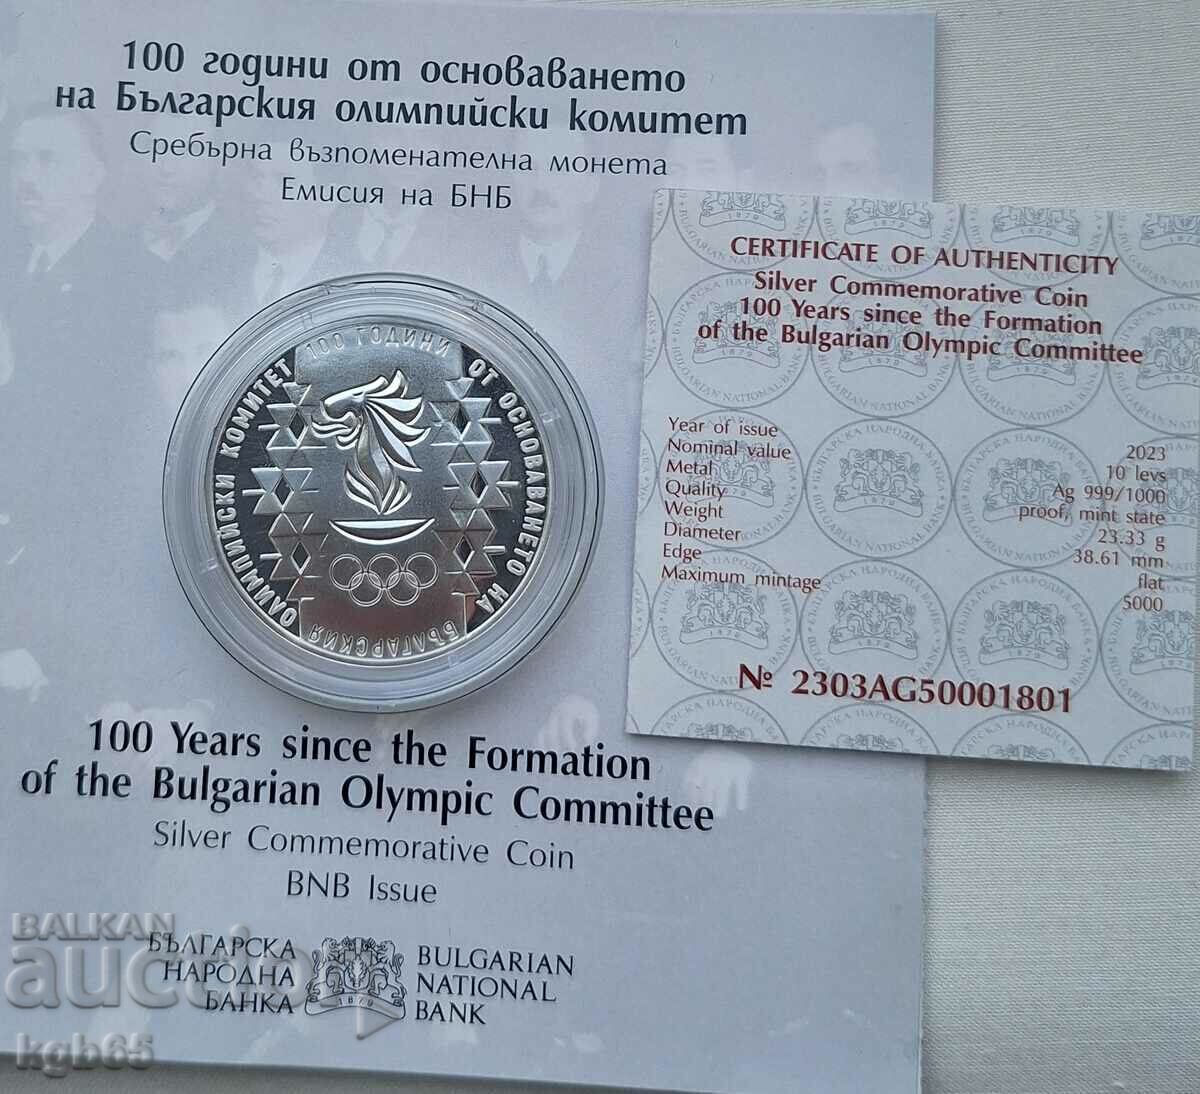 100 години от основаването
на Българския олимпийски комитет
Сребърна възпоменателна монета
Емисия на БНБ
100 ГОДИНИ ОТ ОСНОВАВАНЕТО НА
БЪЛГАРСКИЯ
ОЛИМПИЙСКИ КОМИТЕТ
100 Years since the Formation
of the Bulgarian Olympic Committee
Silver Commemorative Coin
BNB Issue
БЪЛГАРСКА
НАРОДНА
БАНКА
1879
BULGARIAN
NATIONAL
BANK
CERTIFICATE OF AUTHENTICITY
Silver Commemorative Coin
100 Years since the Formation
of the Bulgarian Olympic Committee
Year of issue 2023
Nominal value 10 levs
Metal Ag 999/1000
Quality proof, mint state
Weight 23.33 g
Diameter 38.61 mm
Edge flat
Maximum mintage 5000
№ 2303AG50001801
BALKAN
auction
kgb65